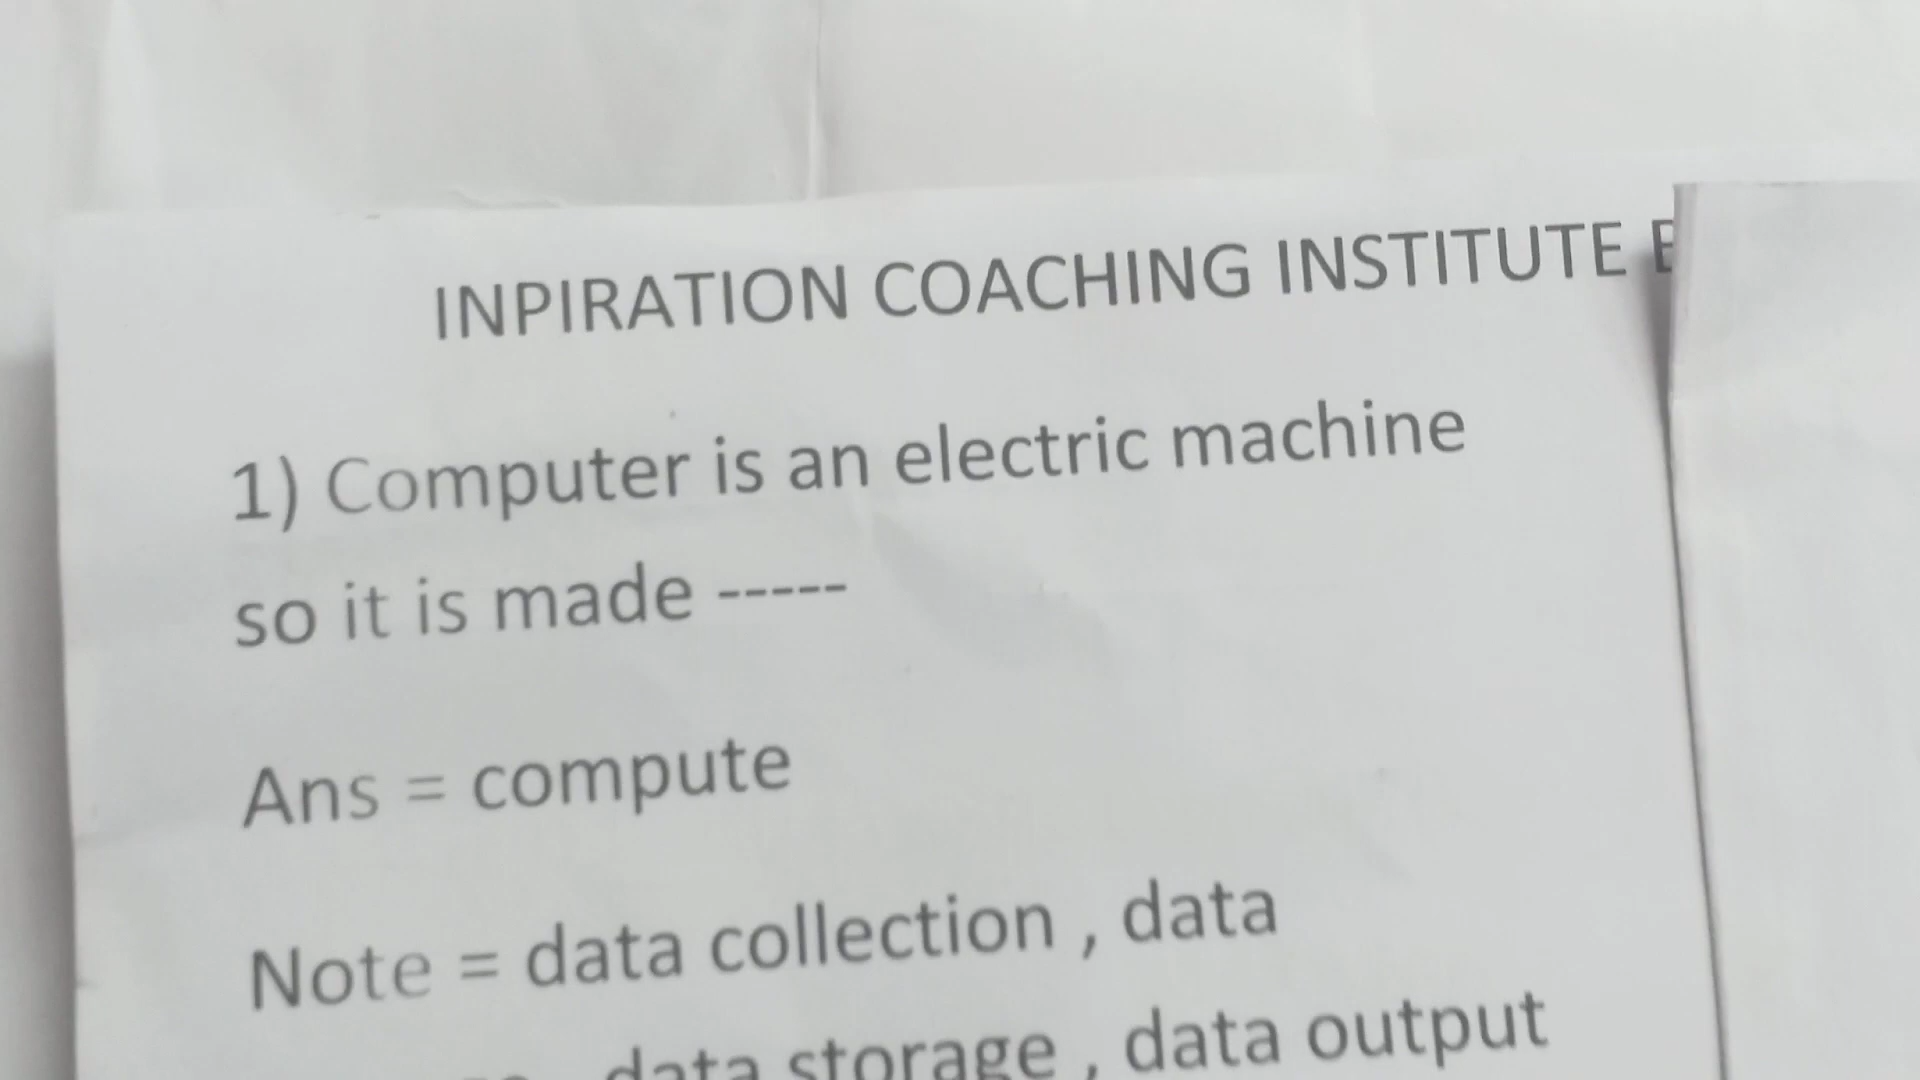 INPIRATION COACHING INSTITUTE
1) Computer is an electric machine
so it is made -----
Ans = compute
Note = data collection , data
data storage , data output